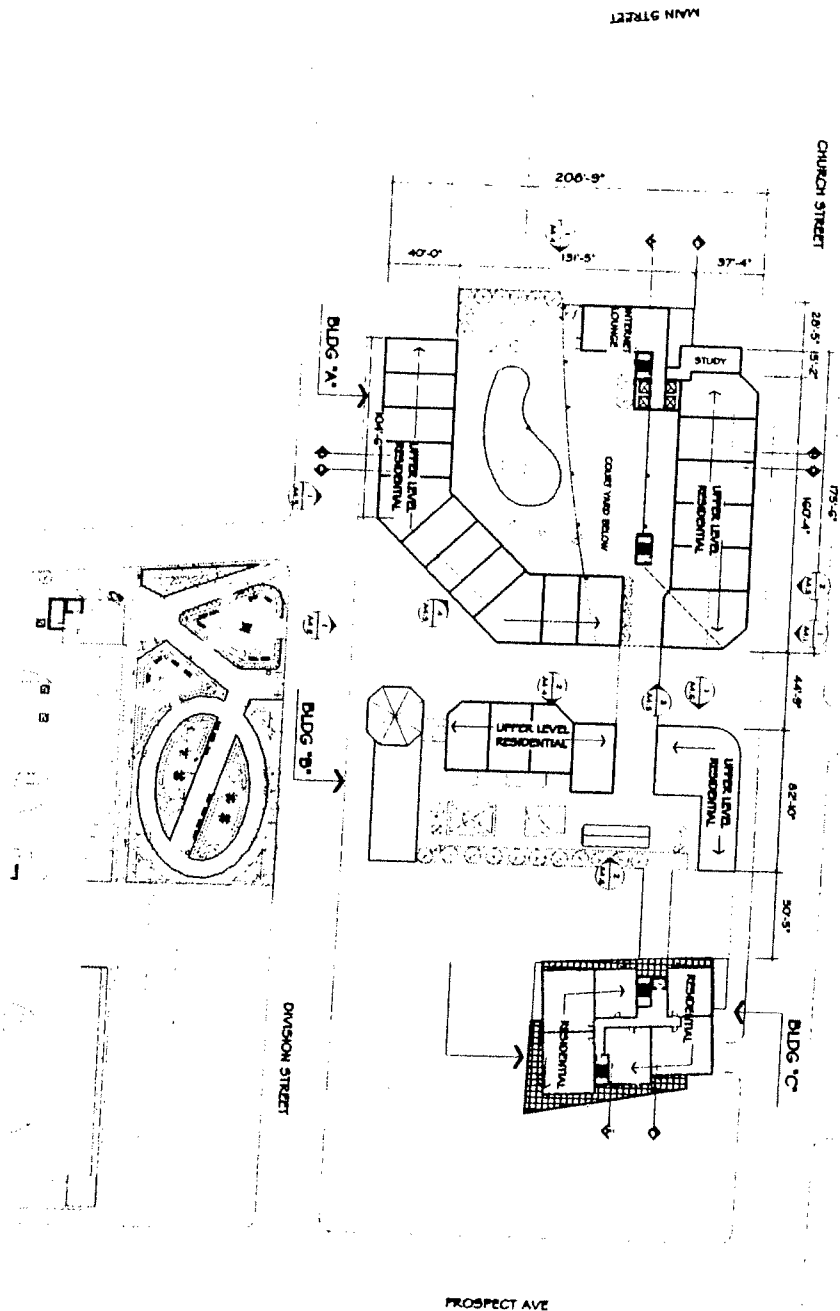 MAIN STREET
CHURCH STREET
208'-9"
40'-0"
131'-5"
37'-4"
28'-5"
15'-2"
INTERNET
LOUNGE
STUDY
BLDG "A"
104'-6"
UPPER LEVEL
RESIDENTIAL
COURT YARD BELOW
UPPER LEVEL
RESIDENTIAL
160'-4"
175'-6"
44'-9"
BLDG "B"
UPPER LEVEL
RESIDENTIAL
UPPER LEVEL
RESIDENTIAL
82'-10"
50'-5"
RESIDENTIAL
RESIDENTIAL
BLDG "C"
DIVISION STREET
PROSPECT AVE